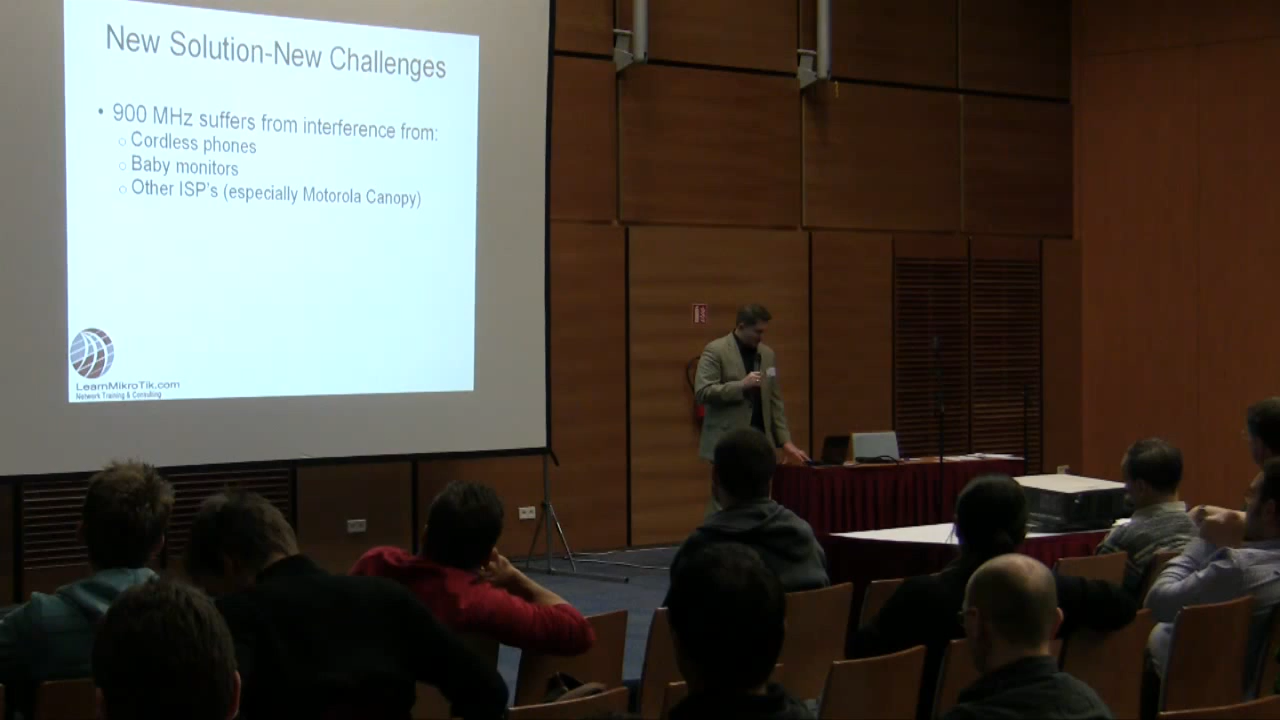 New Solution-New Challenges
• 900 MHz suffers from interference from:
○ Cordless phones
○ Baby monitors
○ Other ISP's (especially Motorola Canopy)
LearnMikroTik.com
Network Training & Consulting